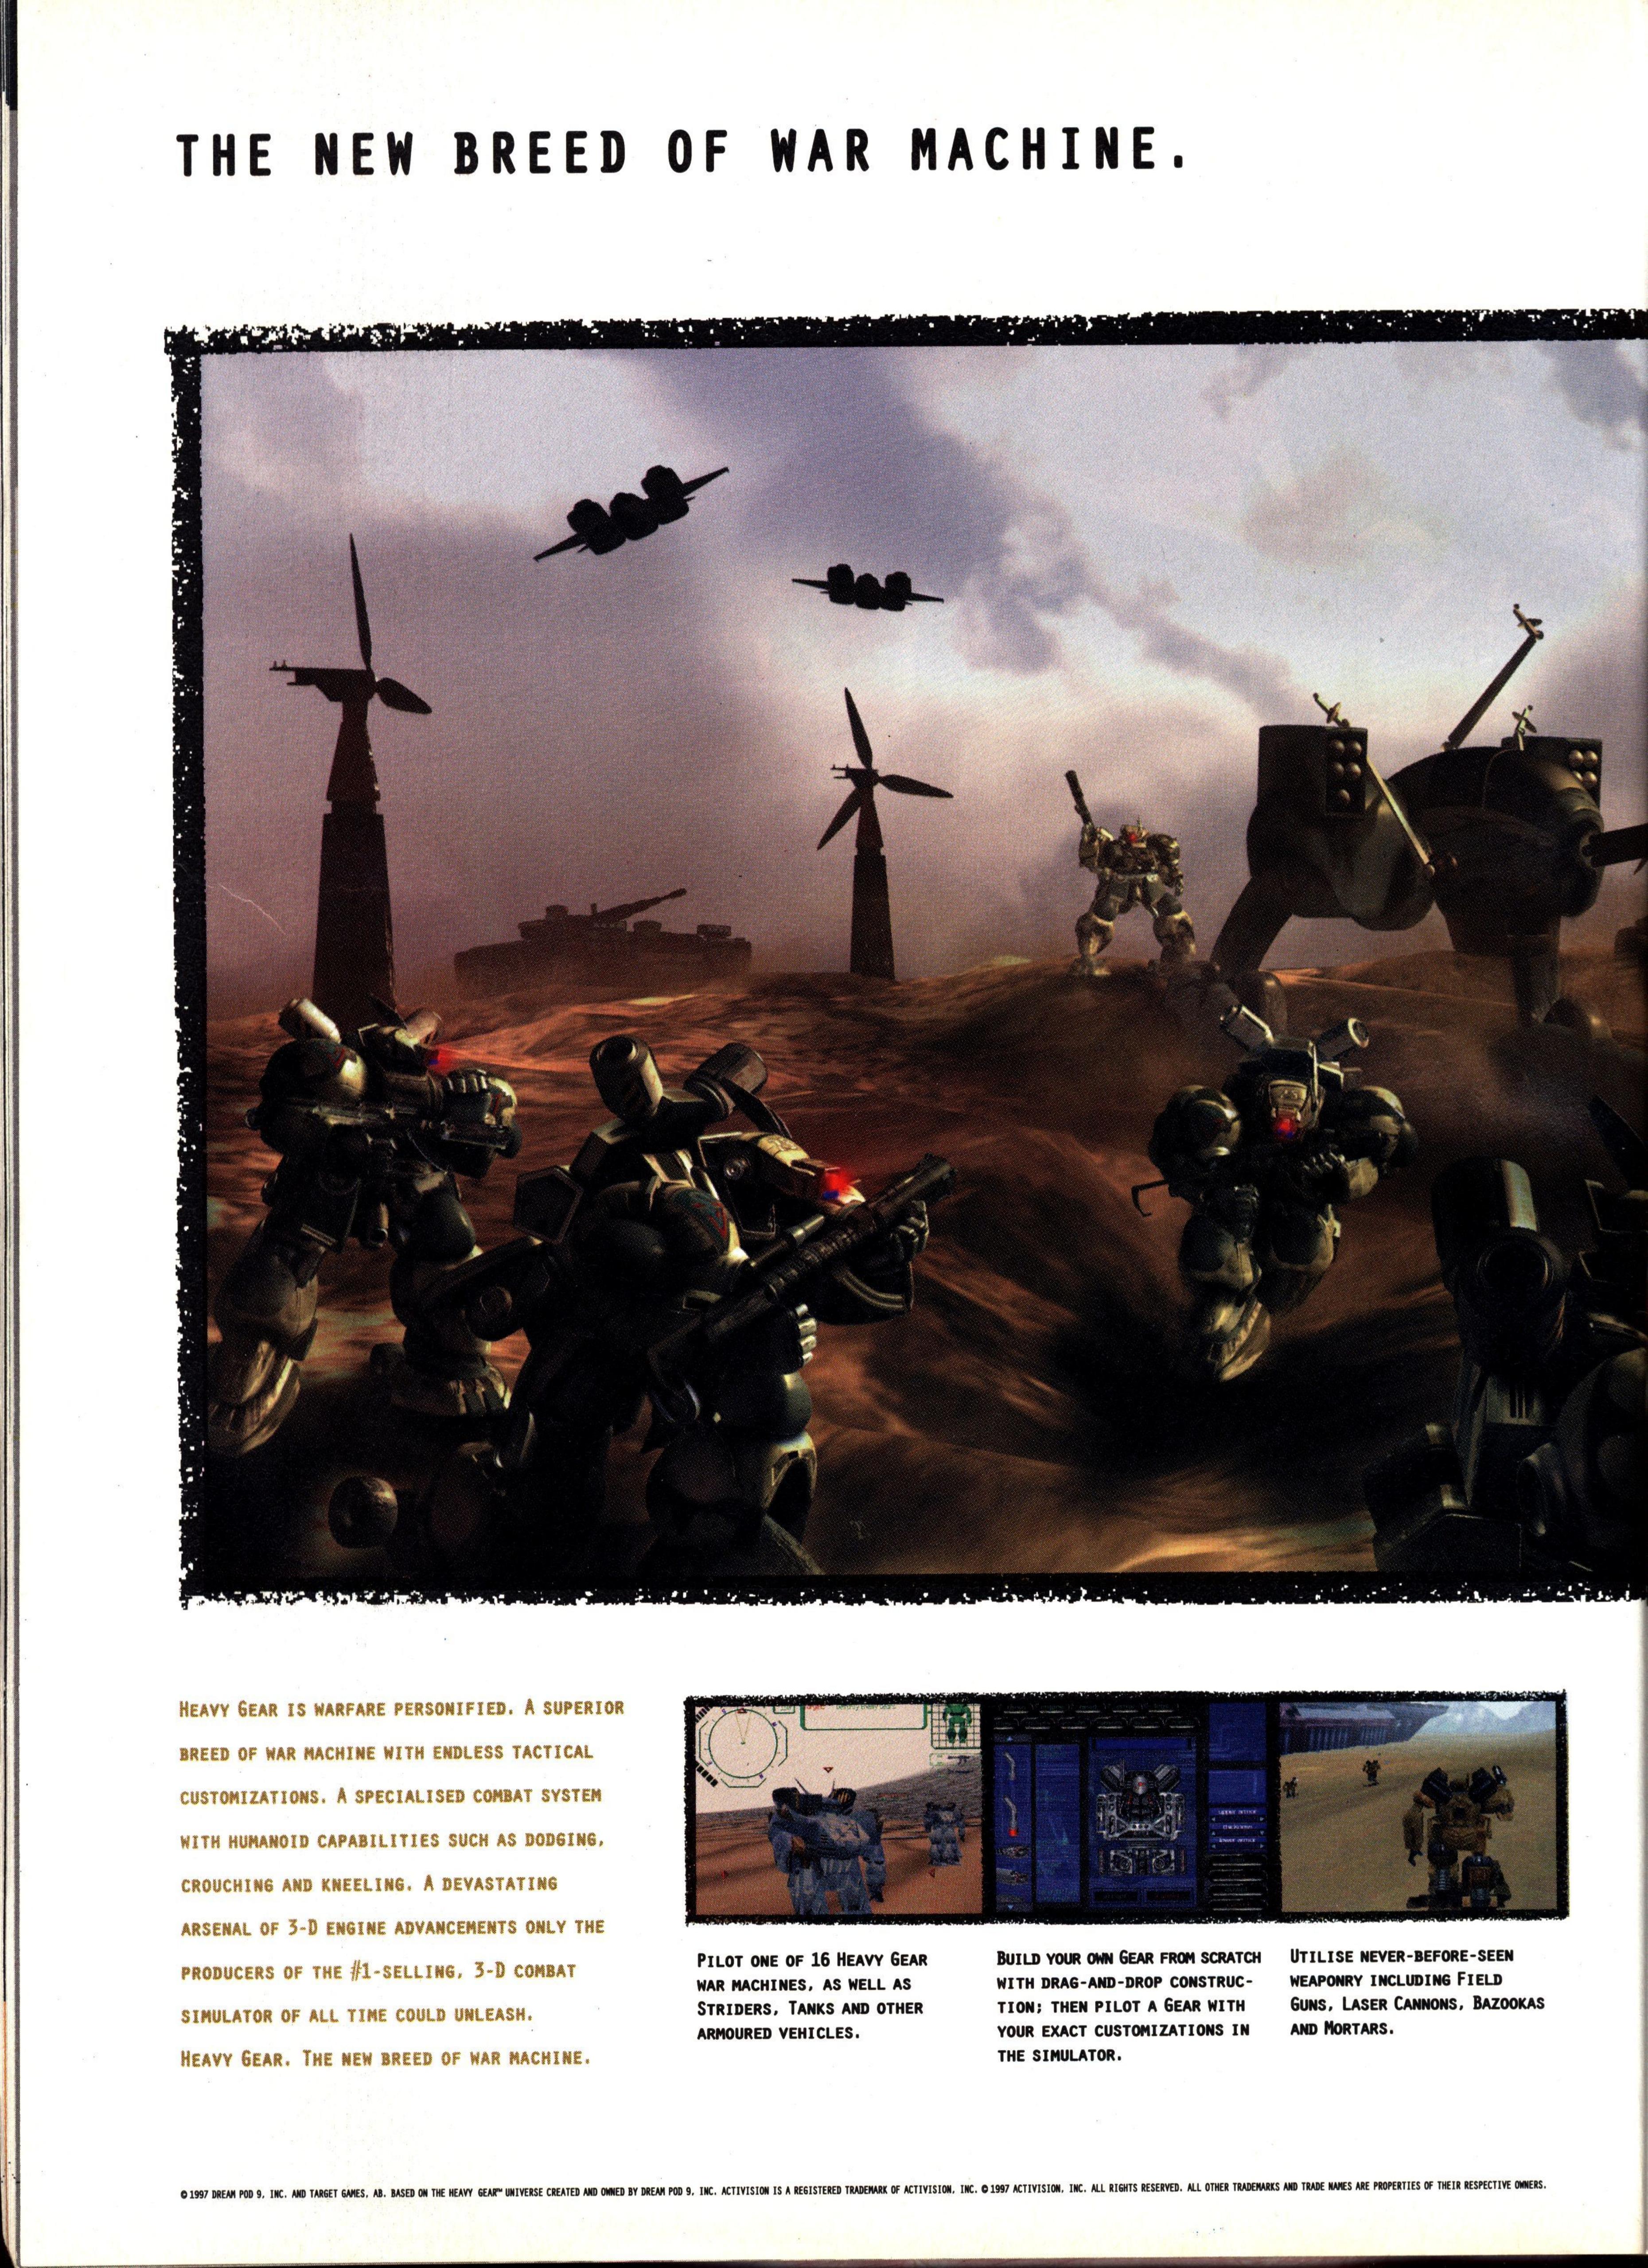 THE NEW BREED OF WAR MACHINE.
HEAVY GEAR IS WARFARE PERSONIFIED. A SUPERIOR
BREED OF WAR MACHINE WITH ENDLESS TACTICAL
CUSTOMIZATIONS. A SPECIALISED COMBAT SYSTEM
WITH HUMANOID CAPABILITIES SUCH AS DODGING,
CROUCHING AND KNEELING. A DEVASTATING
ARSENAL OF 3-D ENGINE ADVANCEMENTS ONLY THE
PRODUCERS OF THE #1-SELLING, 3-D COMBAT
SIMULATOR OF ALL TIME COULD UNLEASH.
HEAVY GEAR. THE NEW BREED OF WAR MACHINE.
PILOT ONE OF 16 HEAVY GEAR
WAR MACHINES, AS WELL AS
STRIDERS, TANKS AND OTHER
ARMOURED VEHICLES.
BUILD YOUR OWN GEAR FROM SCRATCH
WITH DRAG-AND-DROP CONSTRUC-
TION; THEN PILOT A GEAR WITH
YOUR EXACT CUSTOMIZATIONS IN
THE SIMULATOR.
UTILISE NEVER-BEFORE-SEEN
WEAPONRY INCLUDING FIELD
GUNS, LASER CANNONS, BAZOOKAS
AND MORTARS.
© 1997 DREAM POD 9, INC. AND TARGET GAMES, AB. BASED ON THE HEAVY GEAR™ UNIVERSE CREATED AND OWNED BY DREAM POD 9, INC. ACTIVISION IS A REGISTERED TRADEMARK OF ACTIVISION, INC. © 1997 ACTIVISION, INC. ALL RIGHTS RESERVED. ALL OTHER TRADEMARKS AND TRADE NAMES ARE PROPERTIES OF THEIR RESPECTIVE OWNERS.